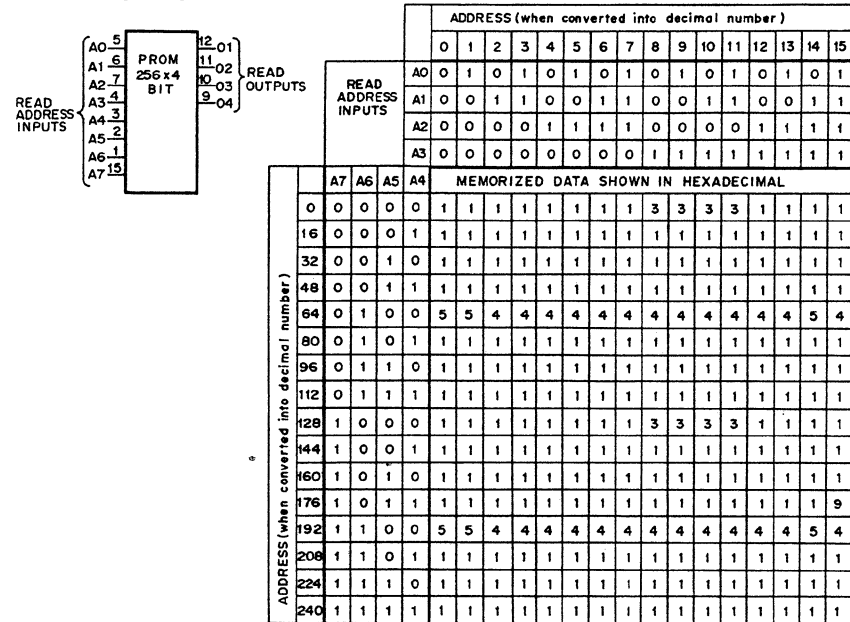 A0 5
A1 6
A2 7
A3 4
A4 3
A5 2
A6 1
A7 15
READ
ADDRESS
INPUTS
PROM
256 x 4
BIT
12 01
11 02
10 03
9 04
READ
OUTPUTS
ADDRESS (when converted into decimal number)
0 1 2 3 4 5 6 7 8 9 10 11 12 13 14 15
READ
ADDRESS
INPUTS
A0 0 1 0 1 0 1 0 1 0 1 0 1 0 1 0 1
A1 0 0 1 1 0 0 1 1 0 0 1 1 0 0 1 1
A2 0 0 0 0 1 1 1 1 0 0 0 0 1 1 1 1
A3 0 0 0 0 0 0 0 0 1 1 1 1 1 1 1 1
A7 A6 A5 A4 MEMORIZED DATA SHOWN IN HEXADECIMAL
ADDRESS (when converted into decimal number)
0 0 0 0 0 1 1 1 1 1 1 1 1 3 3 3 3 1 1 1 1
16 0 0 0 1 1 1 1 1 1 1 1 1 1 1 1 1 1 1 1 1
32 0 0 1 0 1 1 1 1 1 1 1 1 1 1 1 1 1 1 1 1
48 0 0 1 1 1 1 1 1 1 1 1 1 1 1 1 1 1 1 1 1
64 0 1 0 0 5 5 4 4 4 4 4 4 4 4 4 4 4 4 5 4
80 0 1 0 1 1 1 1 1 1 1 1 1 1 1 1 1 1 1 1 1
96 0 1 1 0 1 1 1 1 1 1 1 1 1 1 1 1 1 1 1 1
112 0 1 1 1 1 1 1 1 1 1 1 1 1 1 1 1 1 1 1 1
128 1 0 0 0 1 1 1 1 1 1 1 1 3 3 3 3 1 1 1 1
144 1 0 0 1 1 1 1 1 1 1 1 1 1 1 1 1 1 1 1 1
160 1 0 1 0 1 1 1 1 1 1 1 1 1 1 1 1 1 1 1 1
176 1 0 1 1 1 1 1 1 1 1 1 1 1 1 1 1 1 1 1 9
192 1 1 0 0 5 5 4 4 4 4 4 4 4 4 4 4 4 4 5 4
208 1 1 0 1 1 1 1 1 1 1 1 1 1 1 1 1 1 1 1 1
224 1 1 1 0 1 1 1 1 1 1 1 1 1 1 1 1 1 1 1 1
240 1 1 1 1 1 1 1 1 1 1 1 1 1 1 1 1 1 1 1 1